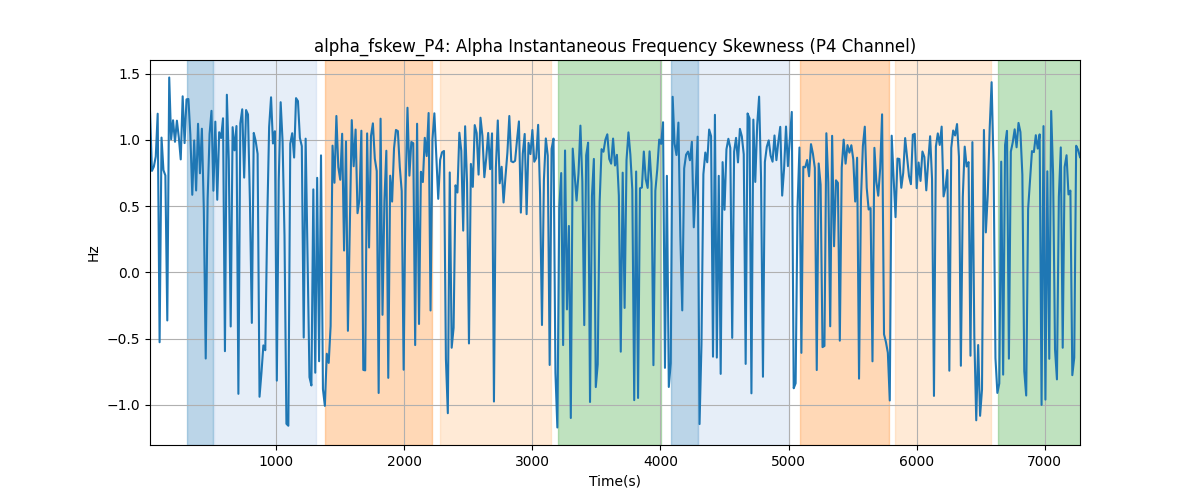 alpha_fskew_P4: Alpha Instantaneous Frequency Skewness (P4 Channel)
1.5
1.0
0.5
0.0
−0.5
−1.0
Hz
1000 2000 3000 4000 5000 6000 7000
Time(s)